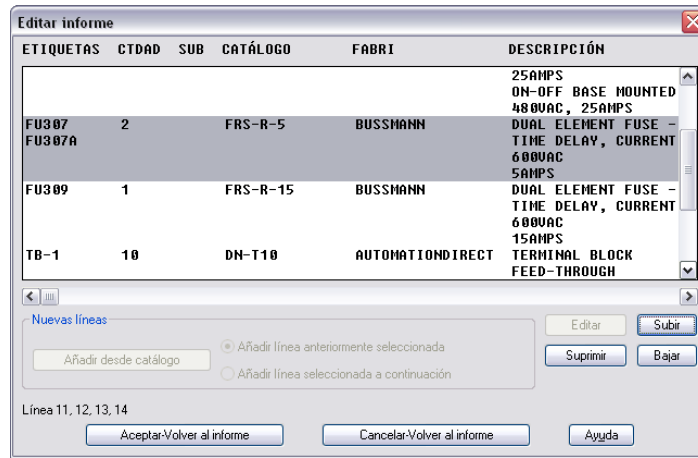 Editar informe
ETIQUETAS CTDAD SUB CATÁLOGO FABRI DESCRIPCIÓN
25AMPS
ON-OFF BASE MOUNTED
480VAC, 25AMPS
FU307 2 FRS-R-5 BUSSMANN DUAL ELEMENT FUSE -
FU307A TIME DELAY, CURRENT
600VAC
5AMPS
FU309 1 FRS-R-15 BUSSMANN DUAL ELEMENT FUSE -
TIME DELAY, CURRENT
600VAC
15AMPS
TB-1 10 DN-T10 AUTOMATIONDIRECT TERMINAL BLOCK
FEED-THROUGH
Nuevas líneas
Añadir desde catálogo
Añadir línea anteriormente seleccionada
Añadir línea seleccionada a continuación
Editar Subir
Suprimir Bajar
Línea 11, 12, 13, 14
Aceptar-Volver al informe Cancelar-Volver al informe Ayuda